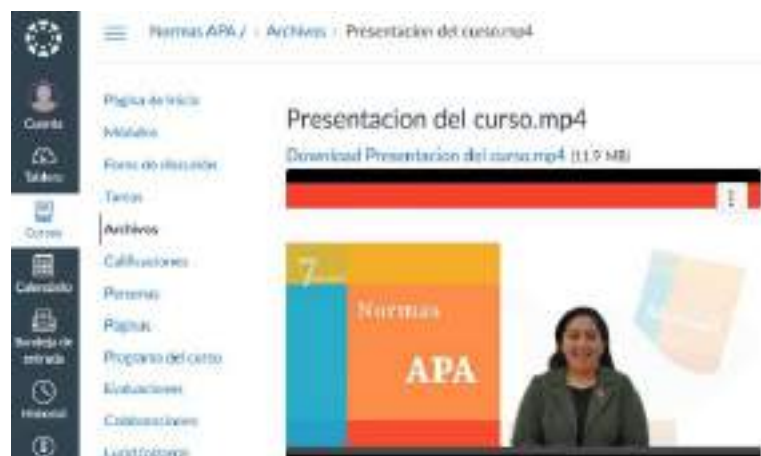 Normas APA / Archivos Presentacion del curso.mp4
Cuenta
Tablero
Cursos
Calendario
Bandeja de
entrada
Historial
Página de Inicio
Módulos
Foros de discusión
Tareas
Archivos
Calificaciones
Personas
Páginas
Programa del curso
Evaluaciones
Colaboraciones
Presentacion del curso.mp4
Download Presentacion del curso.mp4 (11.9 MB)
7
Normas
APA